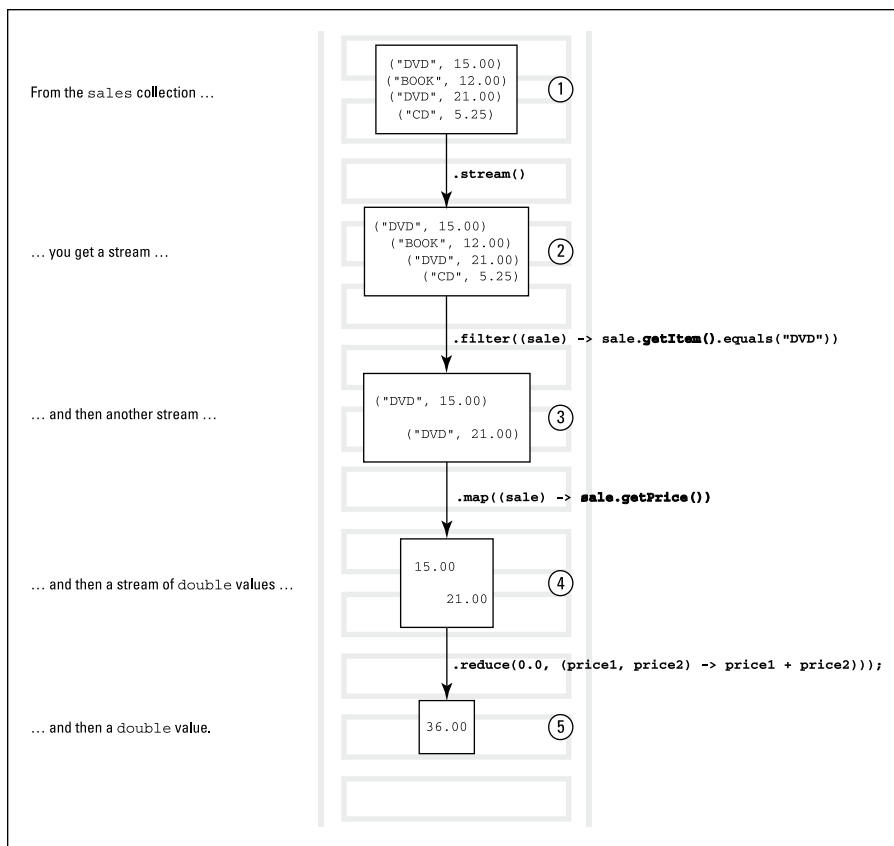 ("DVD", 15.00)
("BOOK", 12.00)
("DVD", 21.00)
("CD", 5.25)
From the sales collection …
1
.stream()
("DVD", 15.00)
("BOOK", 12.00)
("DVD", 21.00)
("CD", 5.25)
… you get a stream …
2
.filter((sale) -> sale.getItem().equals("DVD"))
("DVD", 15.00)
("DVD", 21.00)
… and then another stream …
3
.map((sale) -> sale.getPrice())
15.00
21.00
… and then a stream of double values …
4
.reduce(0.0, (price1, price2) -> price1 + price2)));
… and then a double value.
36.00
5